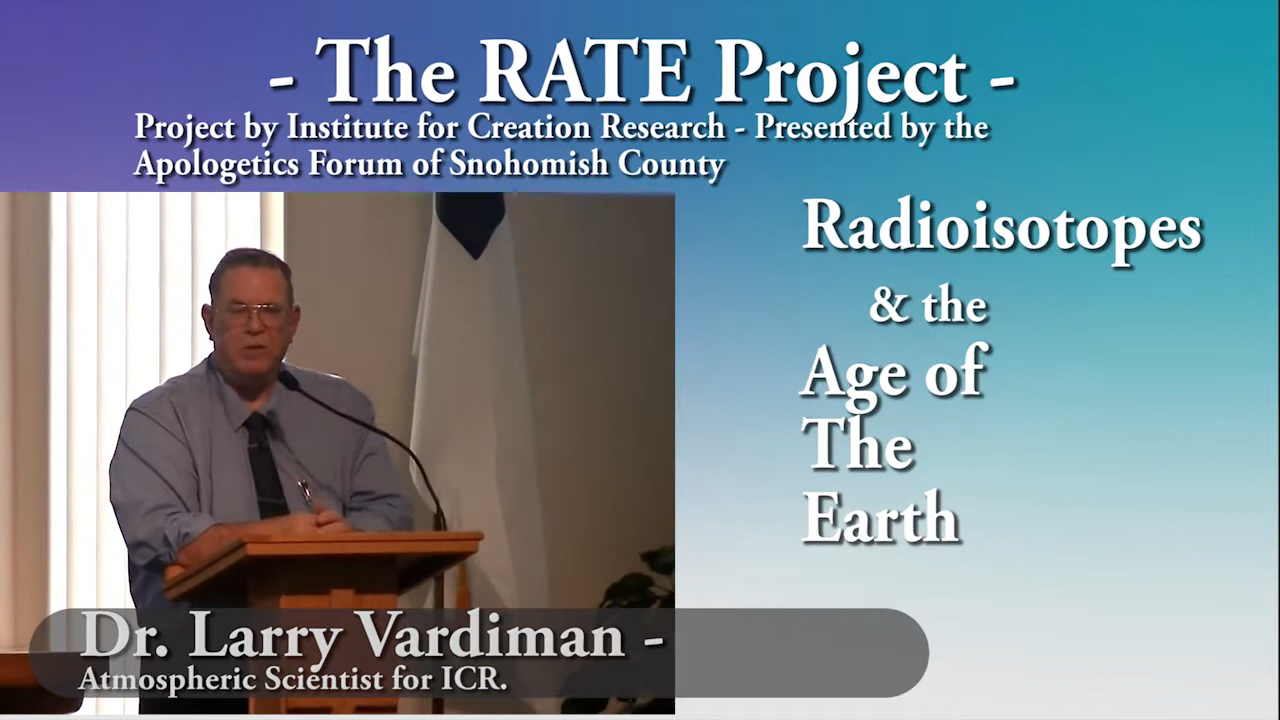 - The RATE Project -
Project by Institute for Creation Research - Presented by the
Apologetics Forum of Snohomish County
Radioisotopes
& the
Age of
The
Earth
Dr. Larry Vardiman -
Atmospheric Scientist for ICR.